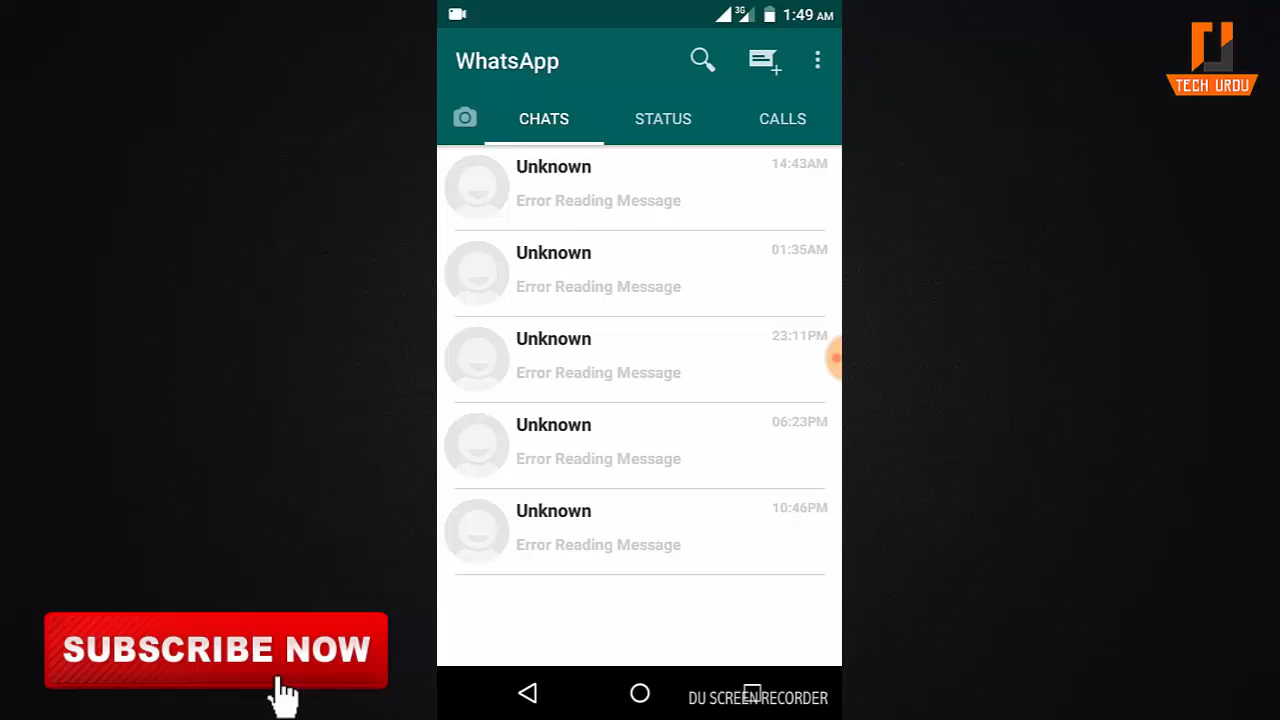 3G 1:49 AM
WhatsApp
CHATS STATUS CALLS
Unknown 14:43AM
Error Reading Message
Unknown 01:35AM
Error Reading Message
Unknown 23:11PM
Error Reading Message
Unknown 06:23PM
Error Reading Message
Unknown 10:46PM
Error Reading Message
DU SCREEN RECORDER
TECH URDU
SUBSCRIBE NOW